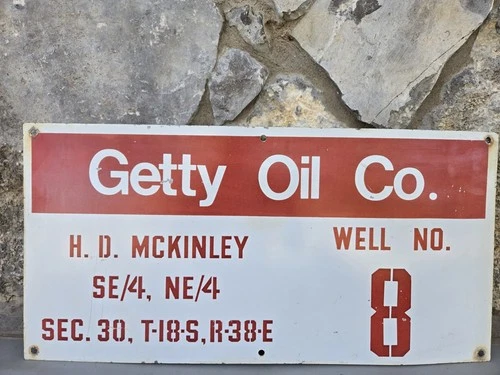 Getty Oil Co.
H. D. MCKINLEY
SE/4, NE/4
SEC. 30, T-18-S, R-38-E
WELL NO.
8